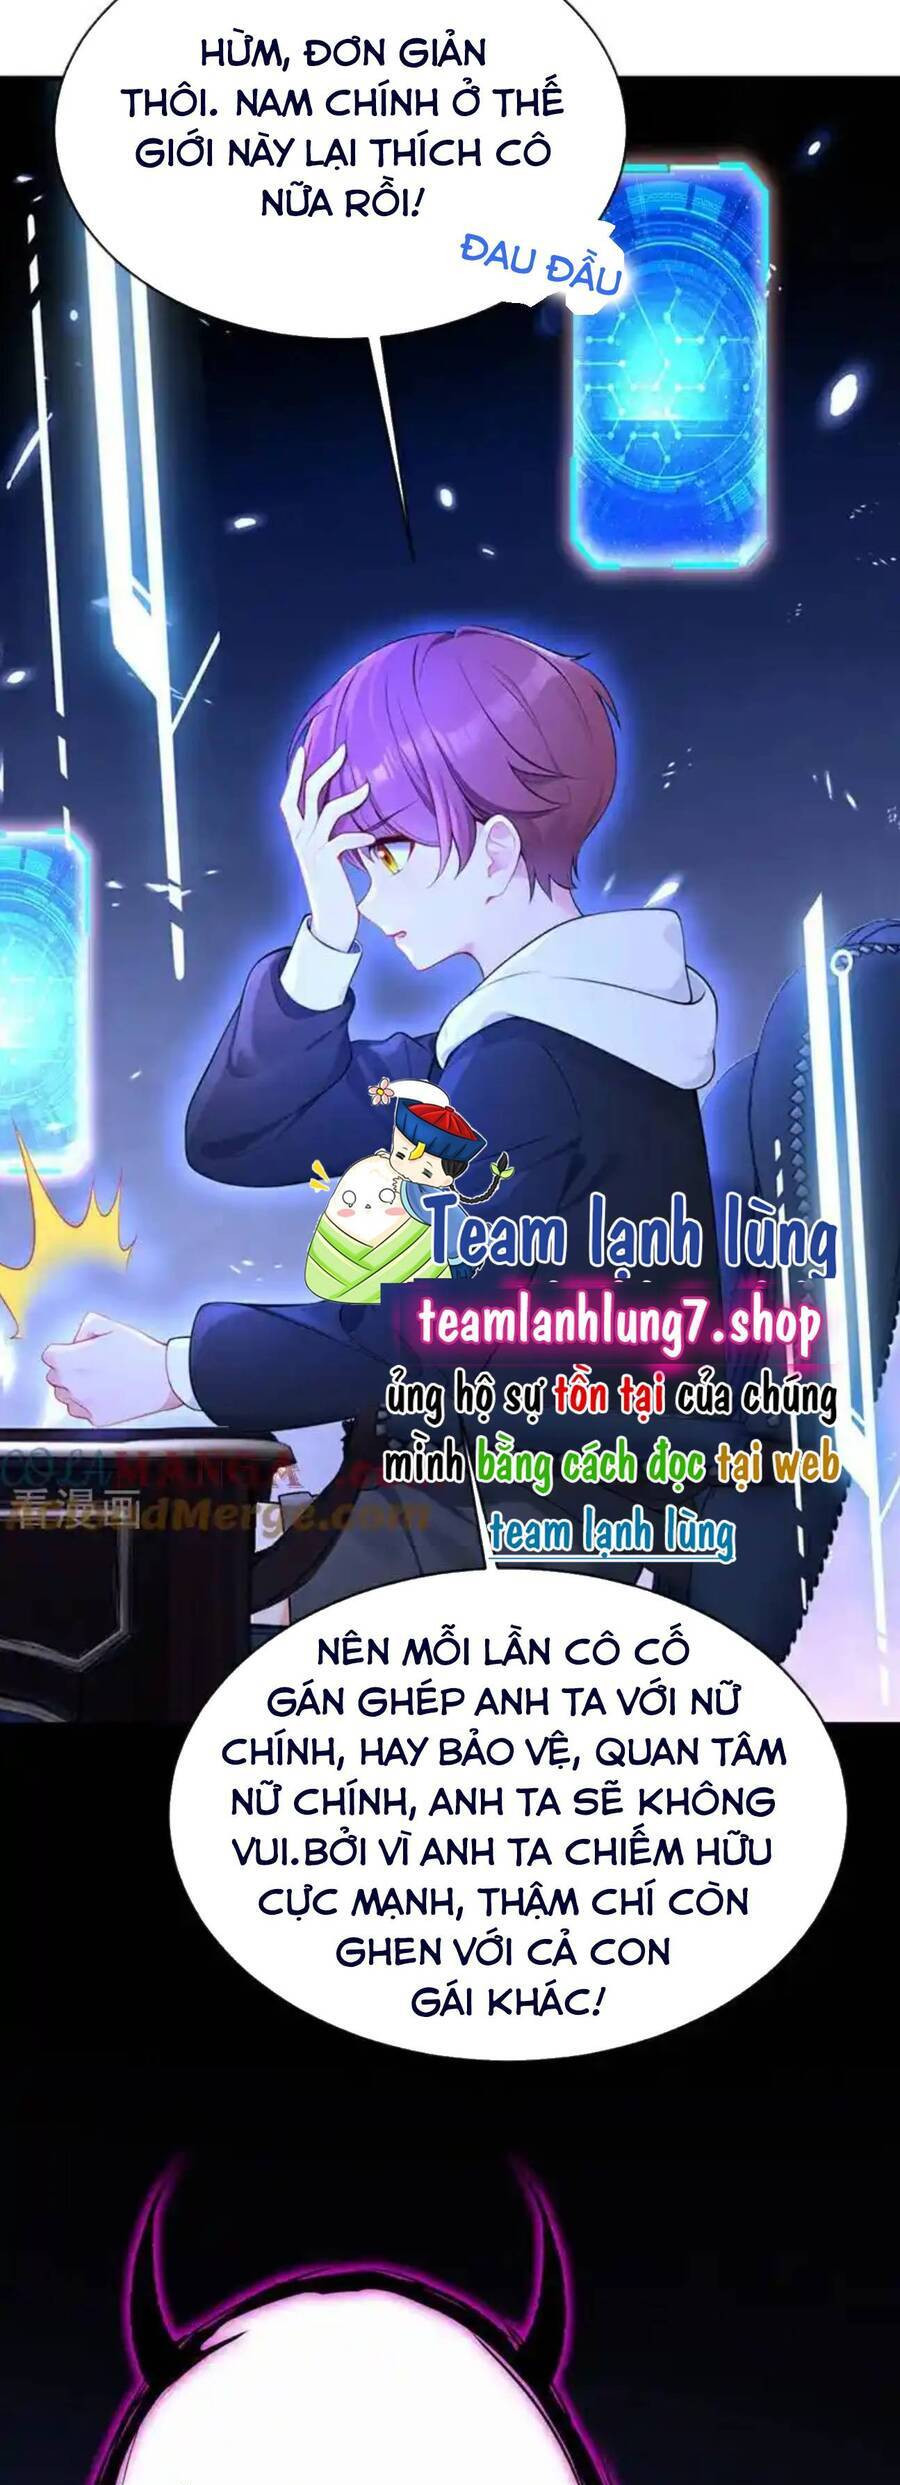 HỪM, ĐƠN GIẢN
THÔI. NAM CHÍNH Ở THẾ
GIỚI NÀY LẠI THÍCH CÔ
NỮA RỒI!
ĐAU ĐẦU
Team lạnh lùng
teamlanhlung7.shop
ủng hộ sự tồn tại của chúng
mình bằng cách đọc tại web
team lạnh lùng
COLAMANGA
看漫画
Merge.com
NÊN MỖI LẦN CÔ CỐ
GÁN GHÉP ANH TA VỚI NỮ
CHÍNH, HAY BẢO VỆ, QUAN TÂM
NỮ CHÍNH, ANH TA SẼ KHÔNG
VUI.BỞI VÌ ANH TA CHIẾM HỮU
CỰC MẠNH, THẬM CHÍ CÒN
GHEN VỚI CẢ CON
GÁI KHÁC!